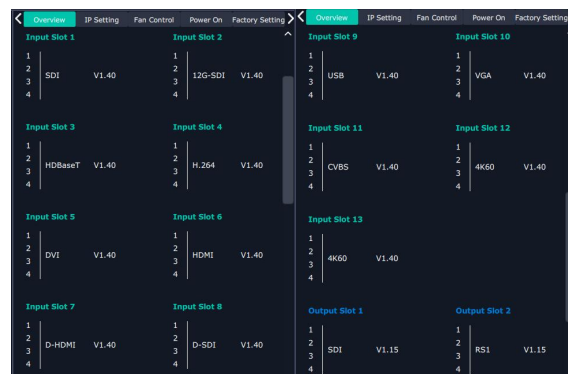 Overview IP Setting Fan Control Power On Factory Setting
Input Slot 1 Input Slot 2
1 1
2 2
SDI V1.40 12G-SDI V1.40
3 3
4 4
Input Slot 3 Input Slot 4
1 1
2 2
HDBaseT V1.40 H.264 V1.40
3 3
4 4
Input Slot 5 Input Slot 6
1 1
2 2
DVI V1.40 HDMI V1.40
3 3
4 4
Input Slot 7 Input Slot 8
1 1
2 2
D-HDMI V1.40 D-SDI V1.40
3 3
4 4
Overview IP Setting Fan Control Power On Factory Setting
Input Slot 9 Input Slot 10
1 1
2 2
USB V1.40 VGA V1.40
3 3
4 4
Input Slot 11 Input Slot 12
1 1
2 2
CVBS V1.40 4K60 V1.40
3 3
4 4
Input Slot 13
1
2
4K60 V1.40
3
4
Output Slot 1 Output Slot 2
1 1
2 2
SDI V1.15 RS1 V1.15
3 3
4 4